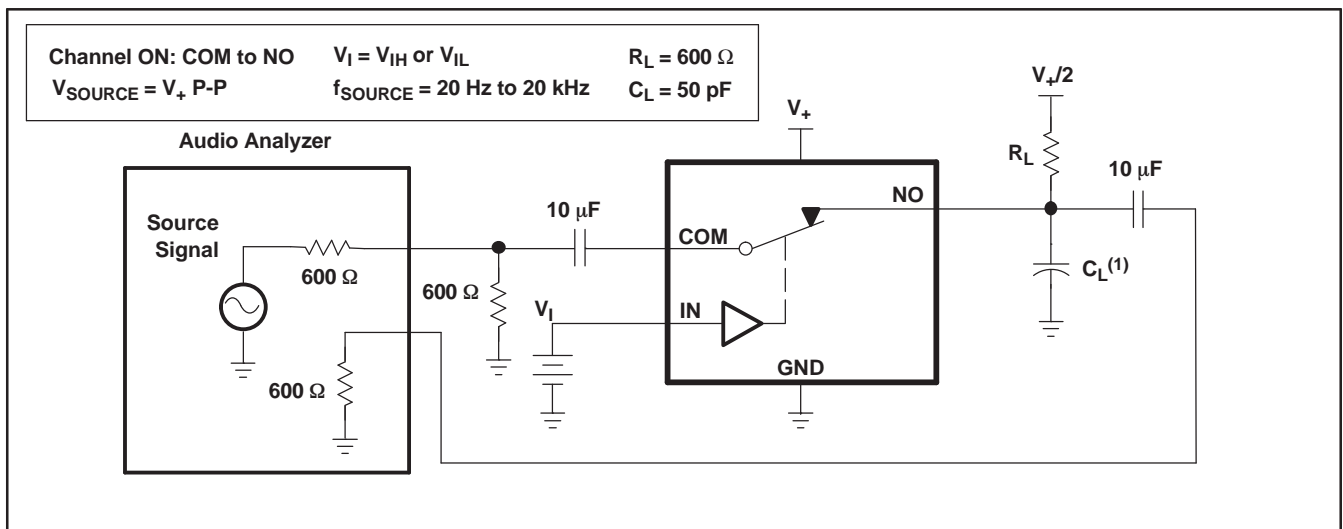 Channel ON: COM to NO V_I = V_IH or V_IL R_L = 600 Ω
V_SOURCE = V_+ P-P f_SOURCE = 20 Hz to 20 kHz C_L = 50 pF
Audio Analyzer
Source
Signal
600 Ω
600 Ω
600 Ω
10 μF
V_I
V_+
COM
NO
IN
GND
V_+/2
R_L
10 μF
C_L^(1)